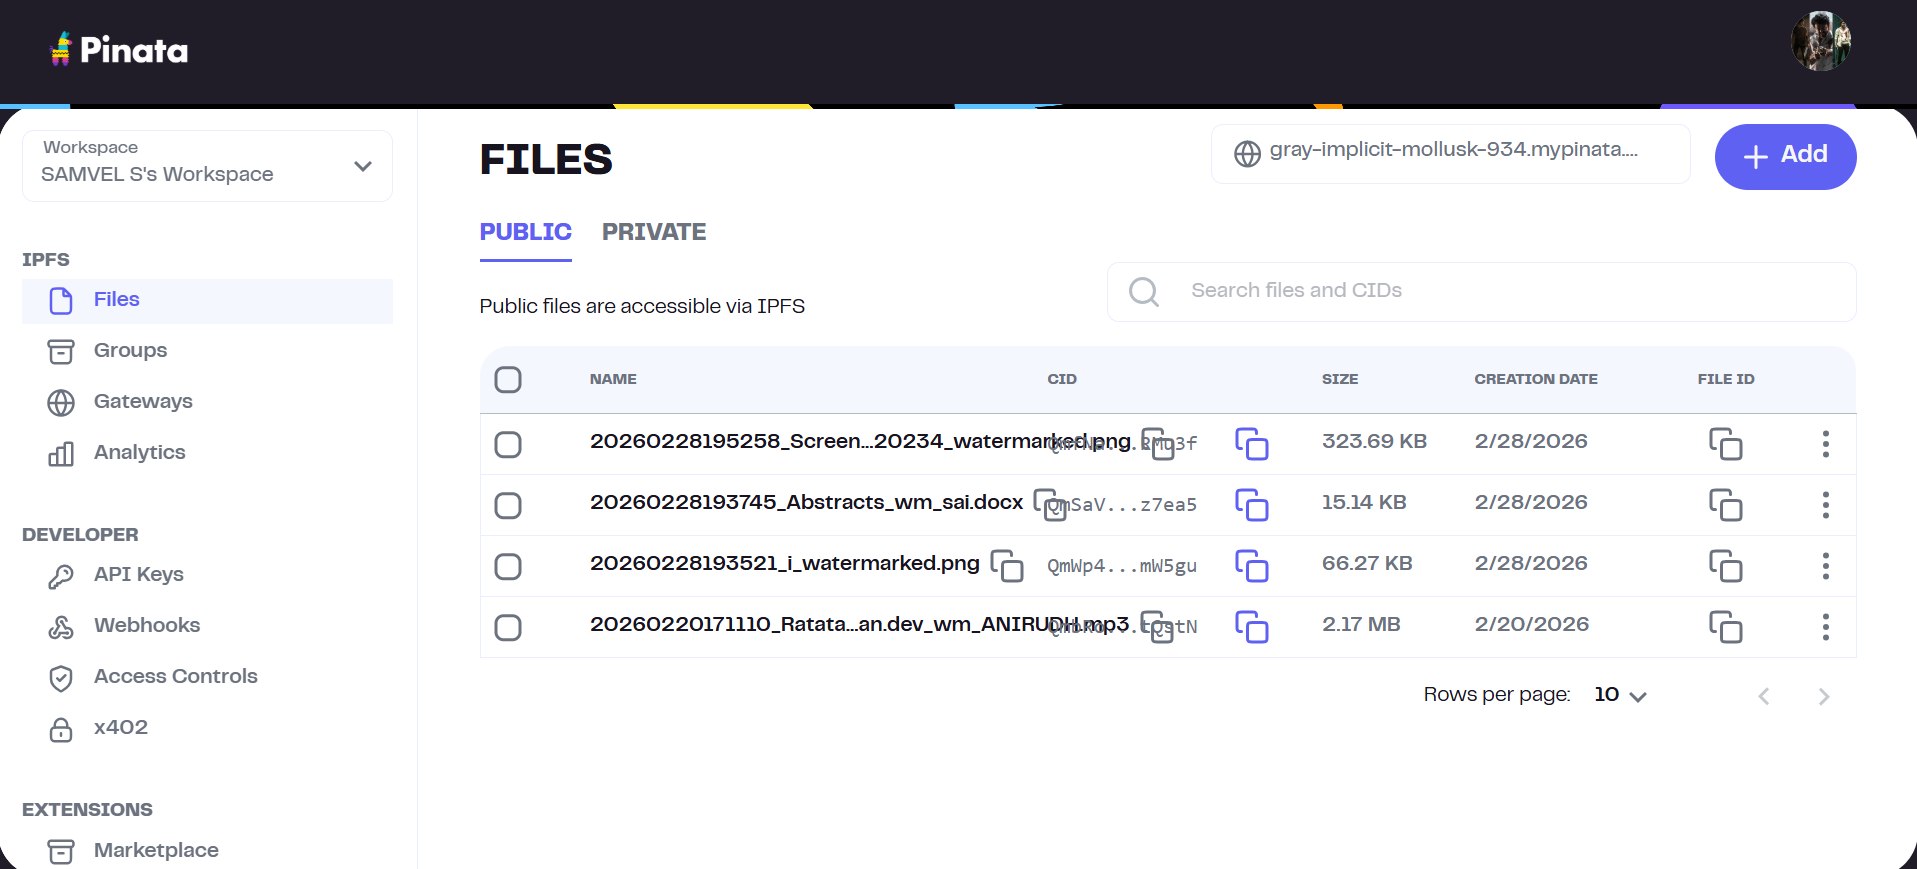 Pinata
Workspace
SAMVEL S's Workspace
FILES
gray-implicit-mollusk-934.mypinata....
Add
PUBLIC PRIVATE
IPFS
Files
Groups
Gateways
Analytics
Public files are accessible via IPFS
Search files and CIDs
NAME CID SIZE CREATION DATE FILE ID
20260228195258_Screen...20234_watermarked.png 323.69 KB 2/28/2026
20260228193745_Abstracts_wm_sai.docx QmSaV...z7ea5 15.14 KB 2/28/2026
20260228193521_i_watermarked.png QmWp4...mW5gu 66.27 KB 2/28/2026
20260220171110_Ratata...an.dev_wm_ANIRUDH.mp3 2.17 MB 2/20/2026
Rows per page: 10
DEVELOPER
API Keys
Webhooks
Access Controls
x402
EXTENSIONS
Marketplace